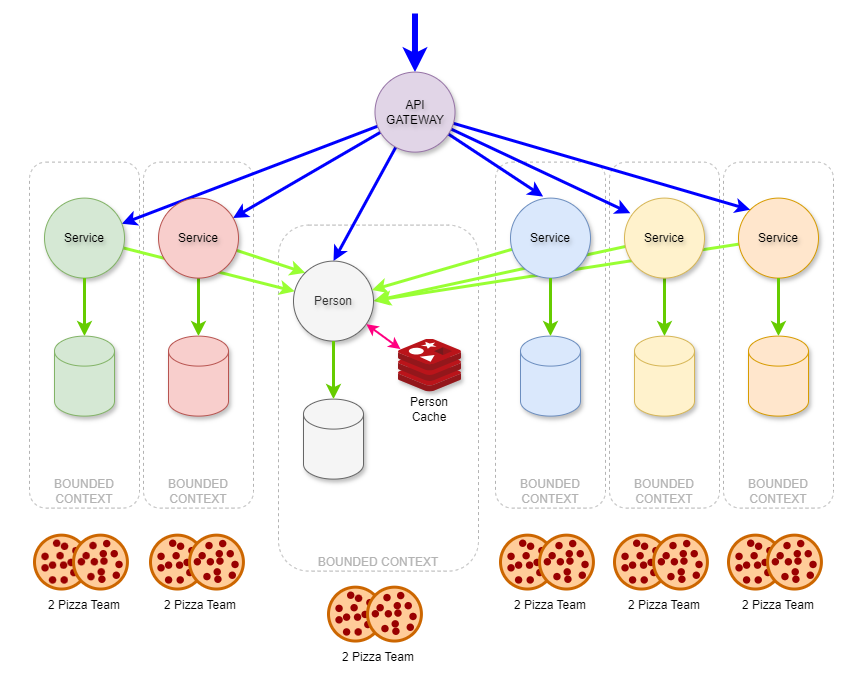 API
GATEWAY
Service
Service
Service
Service
Service
Person
Person
Cache
BOUNDED
CONTEXT
BOUNDED
CONTEXT
BOUNDED
CONTEXT
BOUNDED
CONTEXT
BOUNDED
CONTEXT
BOUNDED CONTEXT
2 Pizza Team
2 Pizza Team
2 Pizza Team
2 Pizza Team
2 Pizza Team
2 Pizza Team